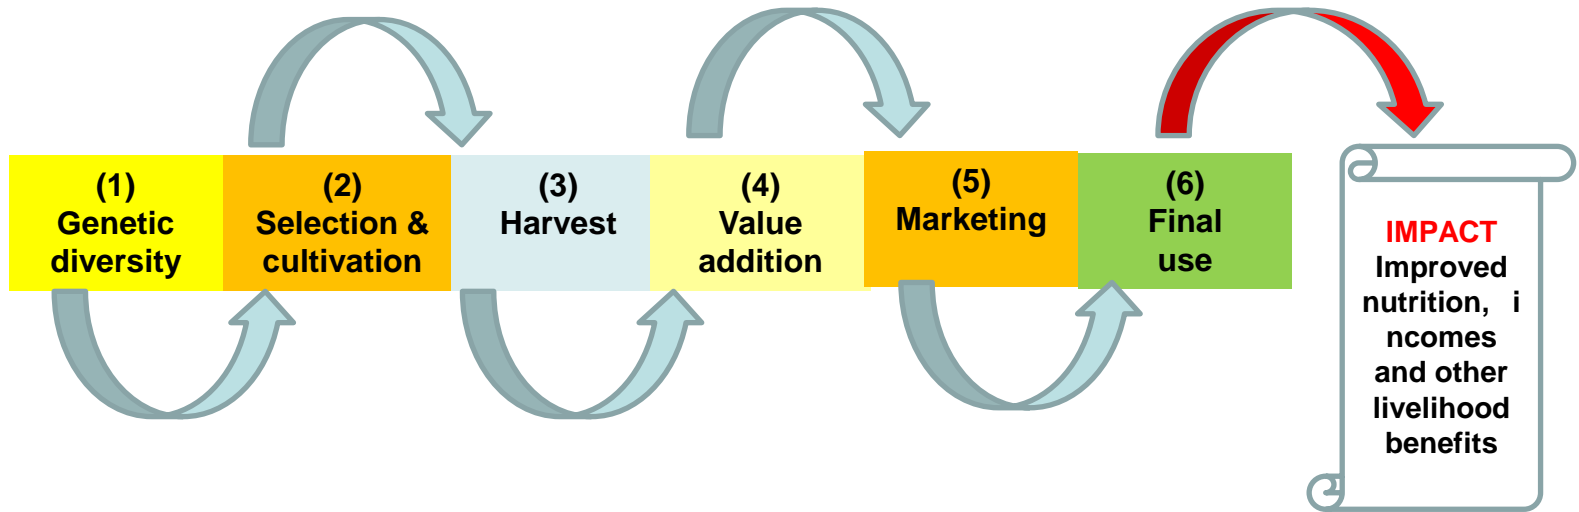 (1)
Genetic
diversity
(2)
Selection &
cultivation
(3)
Harvest
(4)
Value
addition
(5)
Marketing
(6)
Final
use
IMPACT
Improved
nutrition, i
ncomes
and other
livelihood
benefits